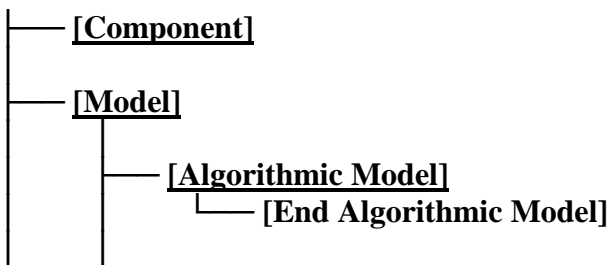 [Component]
[Model]
[Algorithmic Model]
[End Algorithmic Model]